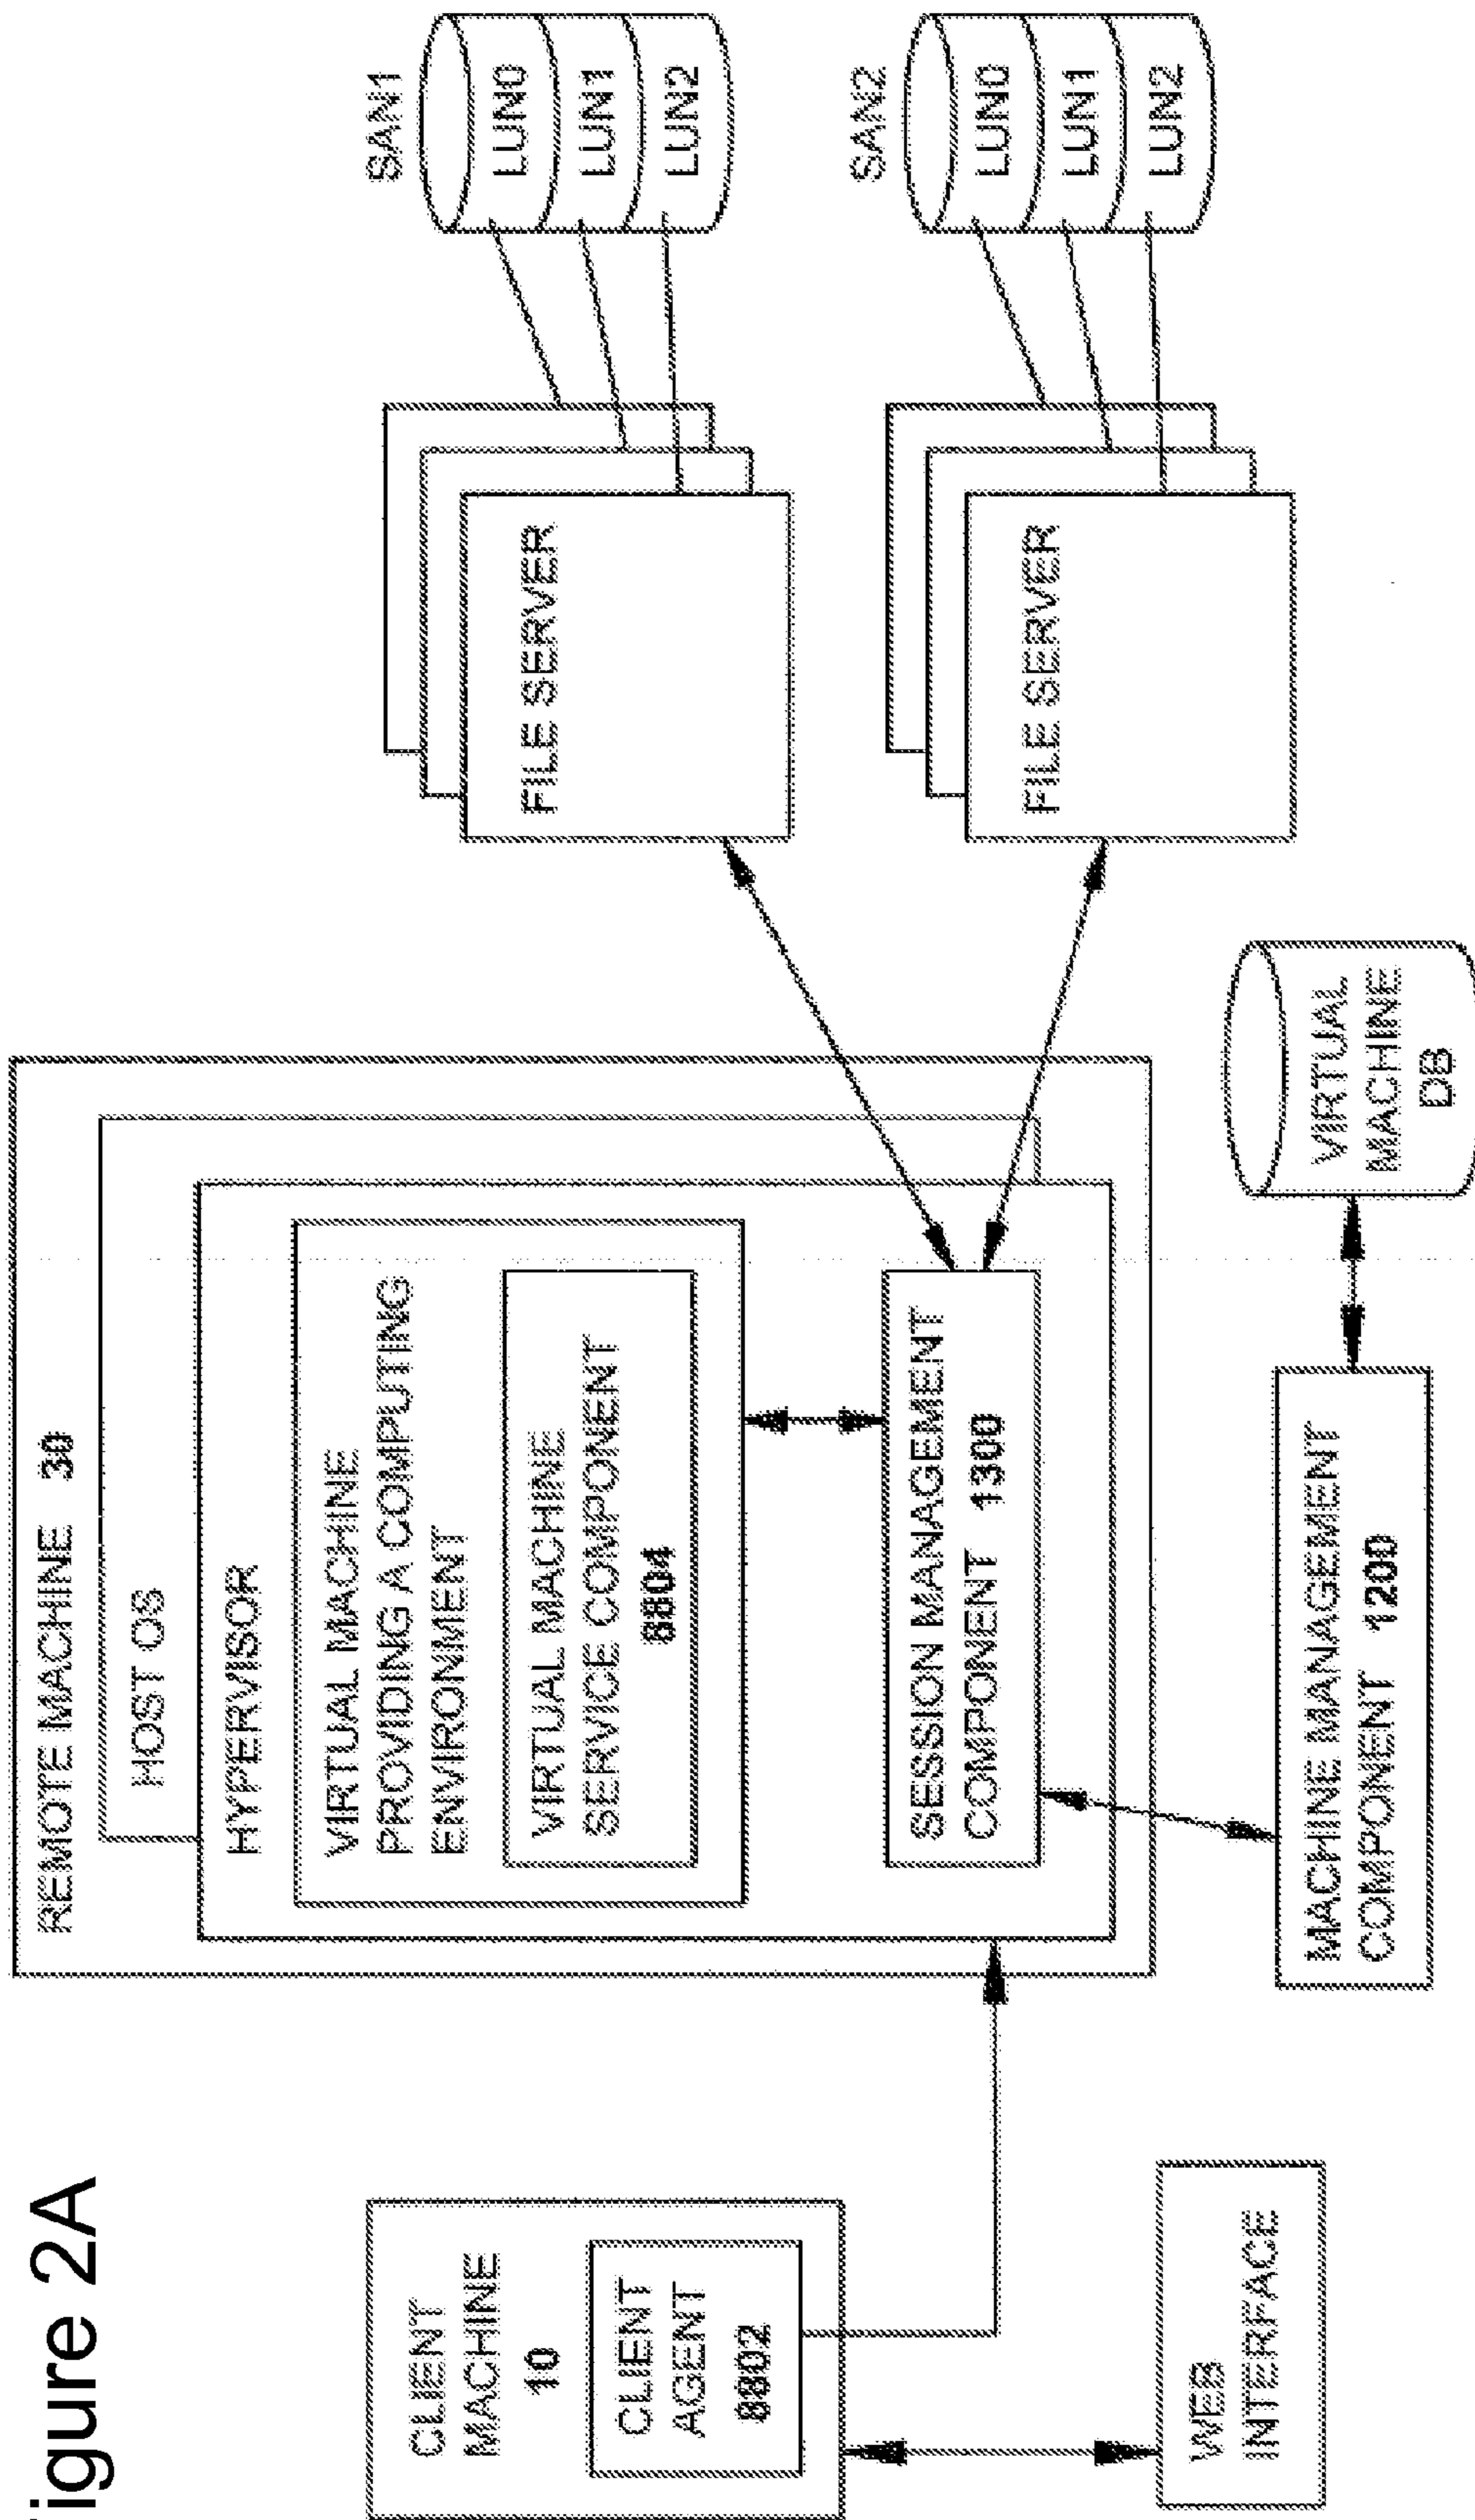 igure 2A
CLIENT
MACHINE
10
CLIENT
AGENT
8802
WEB
INTERFACE
REMOTE MACHINE 30
HOST OS
HYPERVISOR
VIRTUAL MACHINE
PROVIDING A COMPUTING
ENVIRONMENT
VIRTUAL MACHINE
SERVICE COMPONENT
8804
SESSION MANAGEMENT
COMPONENT 1300
MACHINE MANAGEMENT
COMPONENT 1200
VIRTUAL
MACHINE
DB
FILE SERVER
FILE SERVER
SAN1
LUN0
LUN1
LUN2
SAN2
LUN0
LUN1
LUN2